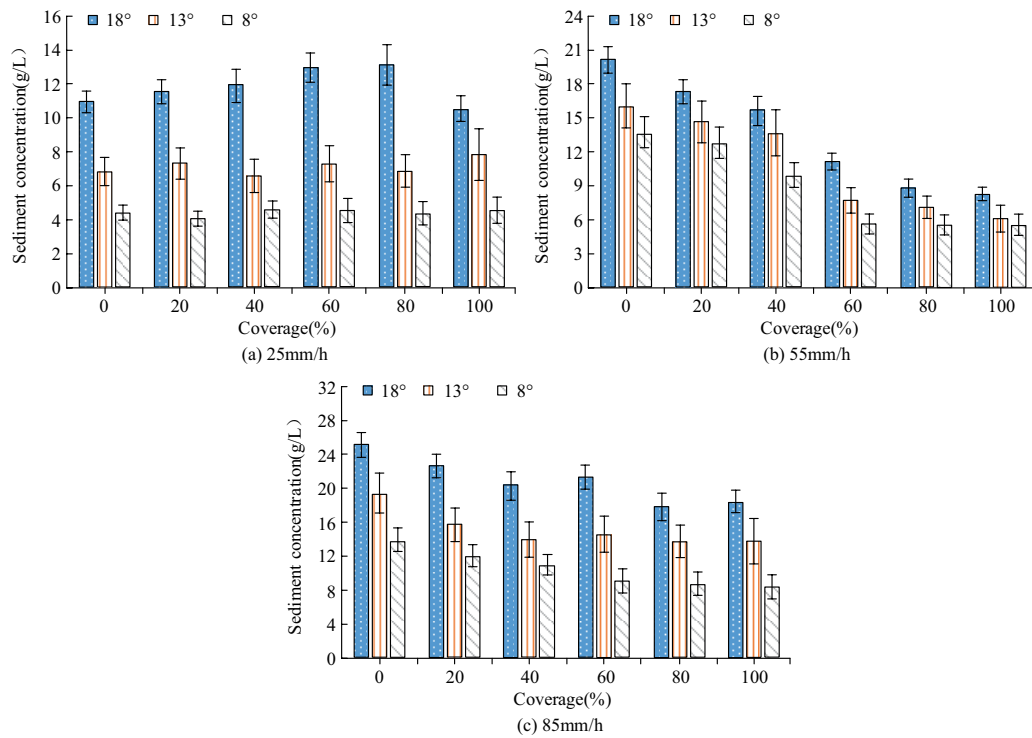 18° 13° 8°
Sediment concentration(g/L)
16
14
12
10
8
6
4
2
0
0 20 40 60 80 100
Coverage(%)
(a) 25mm/h
18° 13° 8°
Sediment concentration(g/L)
24
21
18
15
12
9
6
3
0
0 20 40 60 80 100
Coverage(%)
(b) 55mm/h
18° 13° 8°
Sediment concentration(g/L)
32
28
24
20
16
12
8
4
0
0 20 40 60 80 100
Coverage(%)
(c) 85mm/h